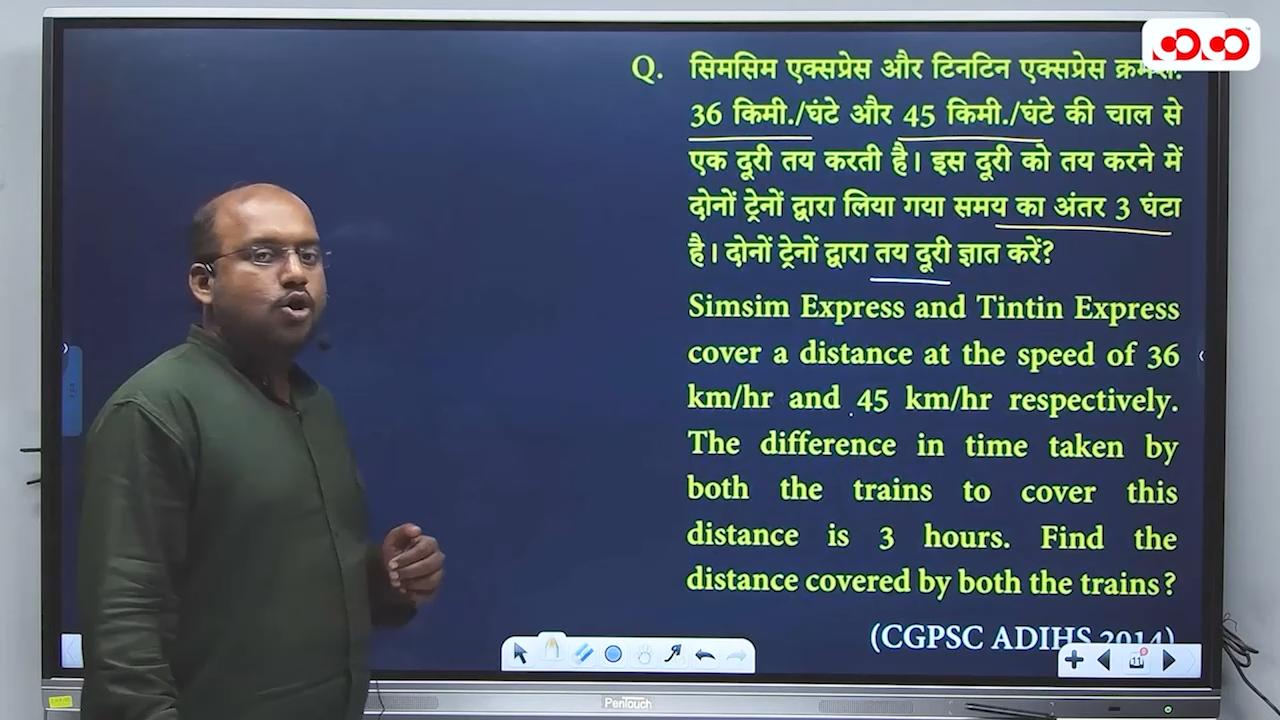 Q. सिमसिम एक्सप्रेस और टिनटिन एक्सप्रेस
36 किमी./घंटे और 45 किमी./घंटे की चाल से
एक दूरी तय करती है। इस दूरी को तय करने में
दोनों ट्रेनों द्वारा लिया गया समय का अंतर 3 घंटा
है। दोनों ट्रेनों द्वारा तय दूरी ज्ञात करें?
Simsim Express and Tintin Express
cover a distance at the speed of 36
km/hr and 45 km/hr respectively.
The difference in time taken by
both the trains to cover this
distance is 3 hours. Find the
distance covered by both the trains?
(CGPSC ADIHS 2014)
11
PenTouch